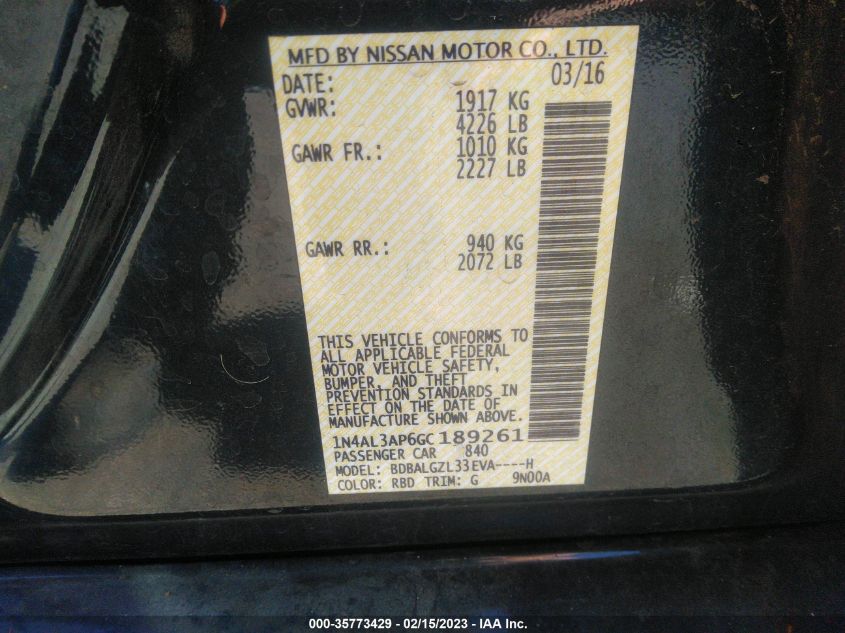 MFD BY NISSAN MOTOR CO., LTD.
DATE: 03/16
GVWR: 1917 KG
4226 LB
GAWR FR.: 1010 KG
2227 LB
GAWR RR.: 940 KG
2072 LB
THIS VEHICLE CONFORMS TO
ALL APPLICABLE FEDERAL
MOTOR VEHICLE SAFETY,
BUMPER, AND THEFT
PREVENTION STANDARDS IN
EFFECT ON THE DATE OF
MANUFACTURE SHOWN ABOVE.
1N4AL3AP6GC189261
PASSENGER CAR 840
MODEL: BDBALGZL33EVA----H
COLOR: RBD TRIM: G 9N00A
000-35773429 - 02/15/2023 - IAA Inc.